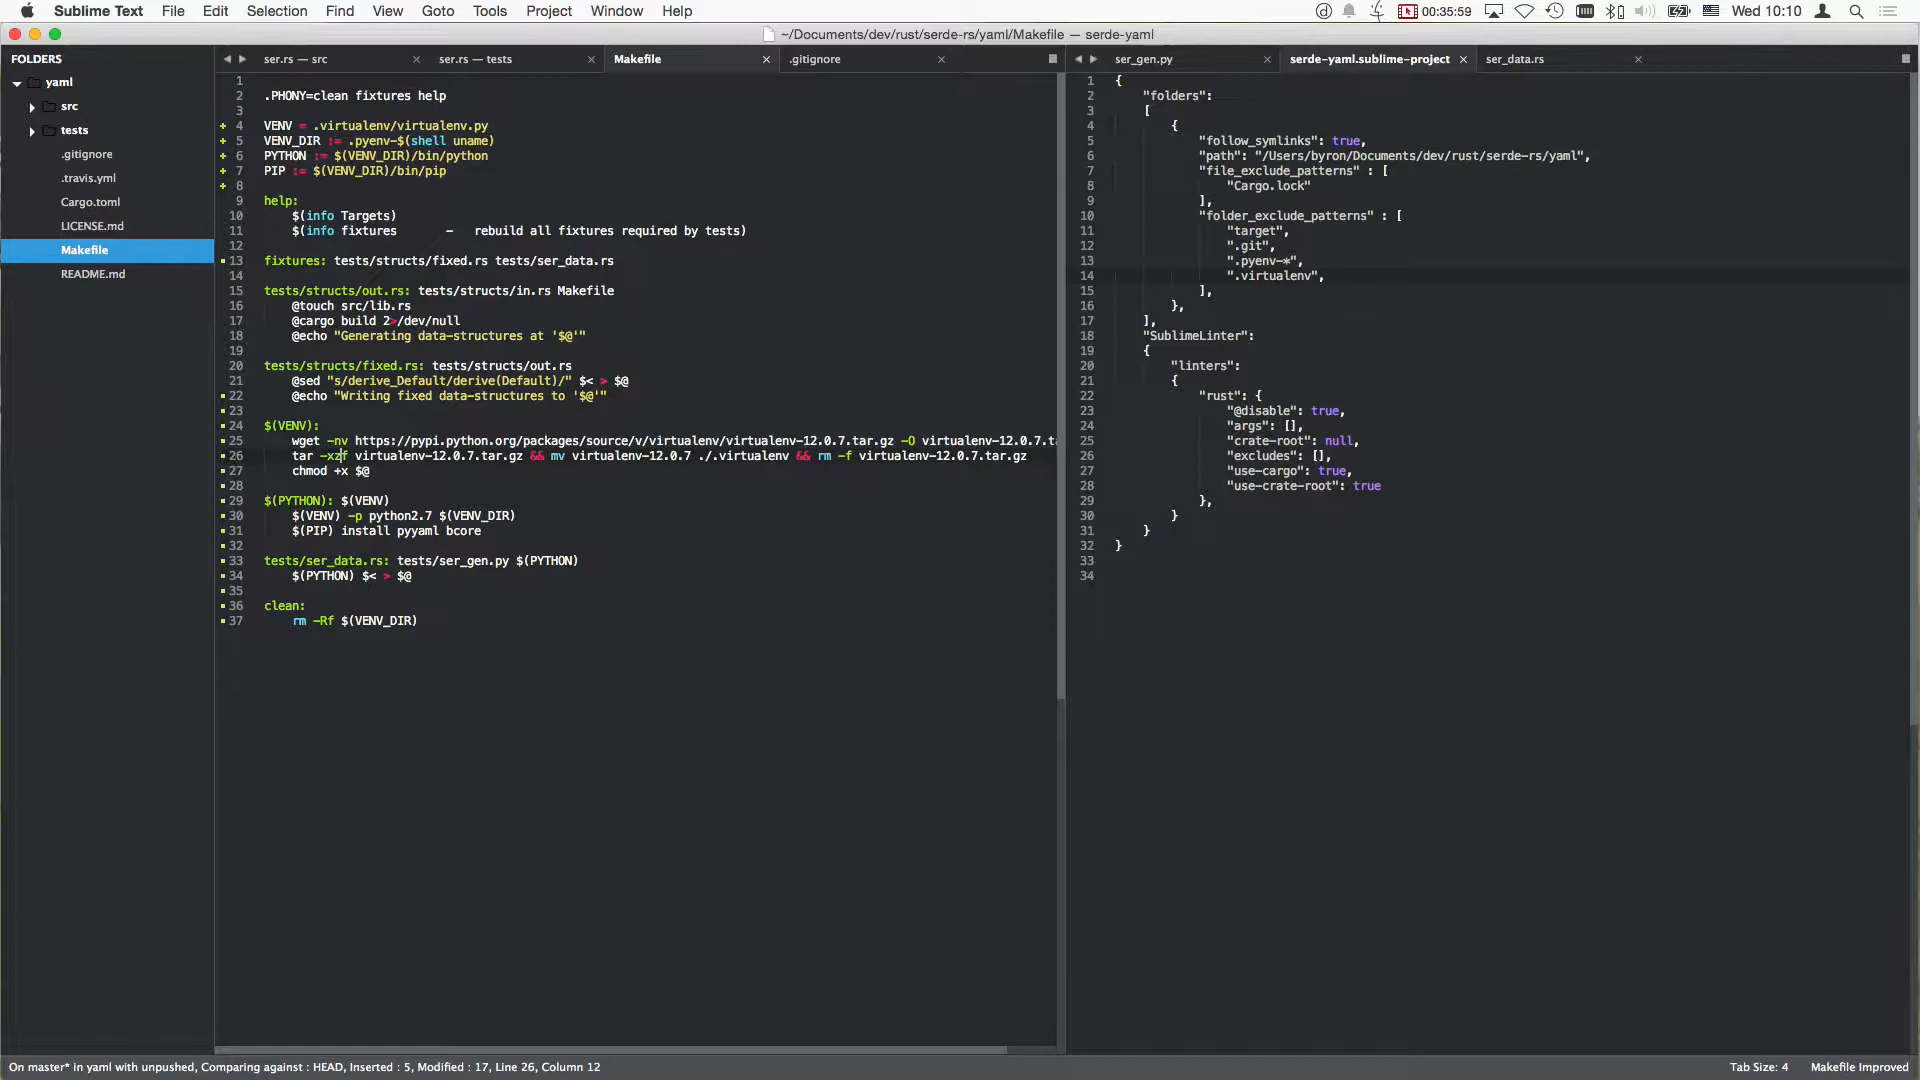 Sublime Text File Edit Selection Find View Goto Tools Project Window Help 00:35:59 Wed 10:10
~/Documents/dev/rust/serde-rs/yaml/Makefile — serde-yaml
FOLDERS
yaml
src
tests
.gitignore
.travis.yml
Cargo.toml
LICENSE.md
Makefile
README.md
ser.rs — src ser.rs — tests Makefile .gitignore
1
2 .PHONY=clean fixtures help
3
4 VENV = .virtualenv/virtualenv.py
5 VENV_DIR := .pyenv-$(shell uname)
6 PYTHON := $(VENV_DIR)/bin/python
7 PIP := $(VENV_DIR)/bin/pip
8
9 help:
10 $(info Targets)
11 $(info fixtures - rebuild all fixtures required by tests)
12
13 fixtures: tests/structs/fixed.rs tests/ser_data.rs
14
15 tests/structs/out.rs: tests/structs/in.rs Makefile
16 @touch src/lib.rs
17 @cargo build 2>/dev/null
18 @echo "Generating data-structures at '$@'"
19
20 tests/structs/fixed.rs: tests/structs/out.rs
21 @sed "s/derive_Default/derive(Default)/" $< > $@
22 @echo "Writing fixed data-structures to '$@'"
23
24 $(VENV):
25 wget -nv https://pypi.python.org/packages/source/v/virtualenv/virtualenv-12.0.7.tar.gz -O virtualenv-12.0.7.ta
26 tar -xzf virtualenv-12.0.7.tar.gz && mv virtualenv-12.0.7 ./.virtualenv && rm -f virtualenv-12.0.7.tar.gz
27 chmod +x $@
28
29 $(PYTHON): $(VENV)
30 $(VENV) -p python2.7 $(VENV_DIR)
31 $(PIP) install pyyaml bcore
32
33 tests/ser_data.rs: tests/ser_gen.py $(PYTHON)
34 $(PYTHON) $< > $@
35
36 clean:
37 rm -Rf $(VENV_DIR)
ser_gen.py serde-yaml.sublime-project ser_data.rs
1 {
2 "folders":
3 [
4 {
5 "follow_symlinks": true,
6 "path": "/Users/byron/Documents/dev/rust/serde-rs/yaml",
7 "file_exclude_patterns" : [
8 "Cargo.lock"
9 ],
10 "folder_exclude_patterns" : [
11 "target",
12 ".git",
13 ".pyenv-*",
14 ".virtualenv",
15 ],
16 },
17 ],
18 "SublimeLinter":
19 {
20 "linters":
21 {
22 "rust": {
23 "@disable": true,
24 "args": [],
25 "crate-root": null,
26 "excludes": [],
27 "use-cargo": true,
28 "use-crate-root": true
29 },
30 }
31 }
32 }
33
34
On master* in yaml with unpushed, Comparing against : HEAD, Inserted : 5, Modified : 17, Line 26, Column 12 Tab Size: 4 Makefile Improved